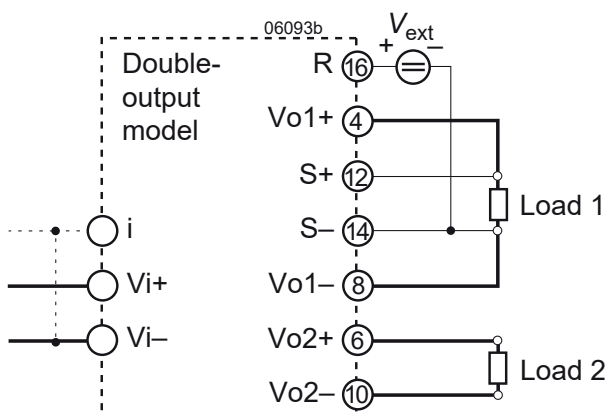 06093b
Vext
+
–
Double-
output
model
R
16
Vo1+
4
S+
12
Load 1
i
S–
14
Vi+
Vo1–
8
Vi–
Vo2+
6
Load 2
Vo2–
10